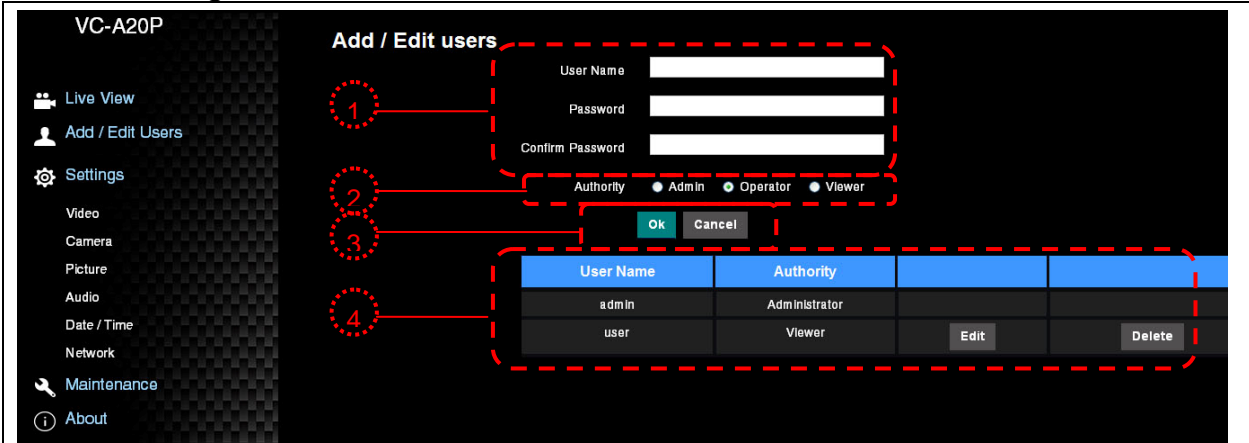 VC-A20P
Live View
Add / Edit Users
Settings
Video
Camera
Picture
Audio
Date / Time
Network
Maintenance
About
Add / Edit users
1
User Name
Password
Confirm Password
2
Authority Admin Operator Viewer
3
Ok Cancel
4
User Name Authority
admin Administrator
user Viewer Edit Delete